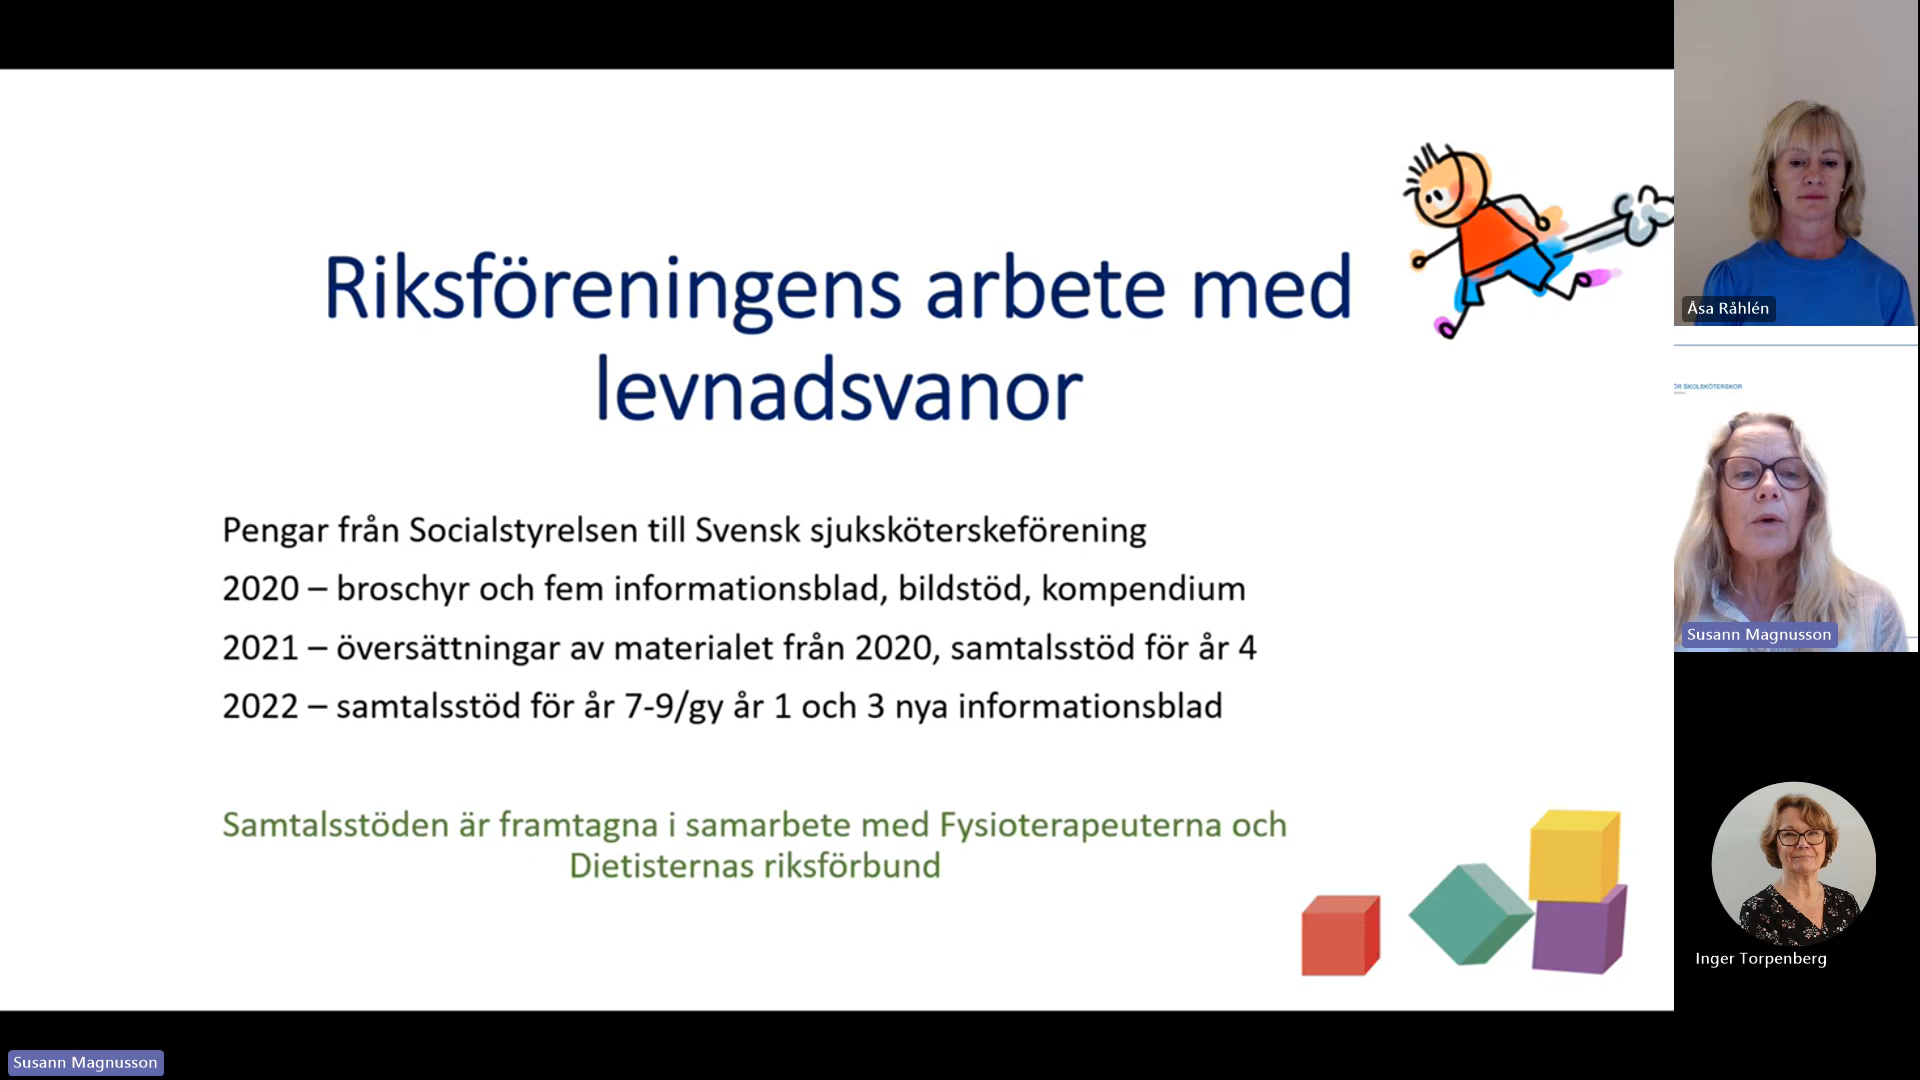 Riksföreningens arbete med
levnadsvanor
Pengar från Socialstyrelsen till Svensk sjuksköterskeförening
2020 – broschyr och fem informationsblad, bildstöd, kompendium
2021 – översättningar av materialet från 2020, samtalsstöd för år 4
2022 – samtalsstöd för år 7-9/gy år 1 och 3 nya informationsblad
Samtalsstöden är framtagna i samarbete med Fysioterapeuterna och
Dietisternas riksförbund
Åsa Råhlén
ÖR SKOLSKÖTERSKOR
Susann Magnusson
Inger Torpenberg
Susann Magnusson